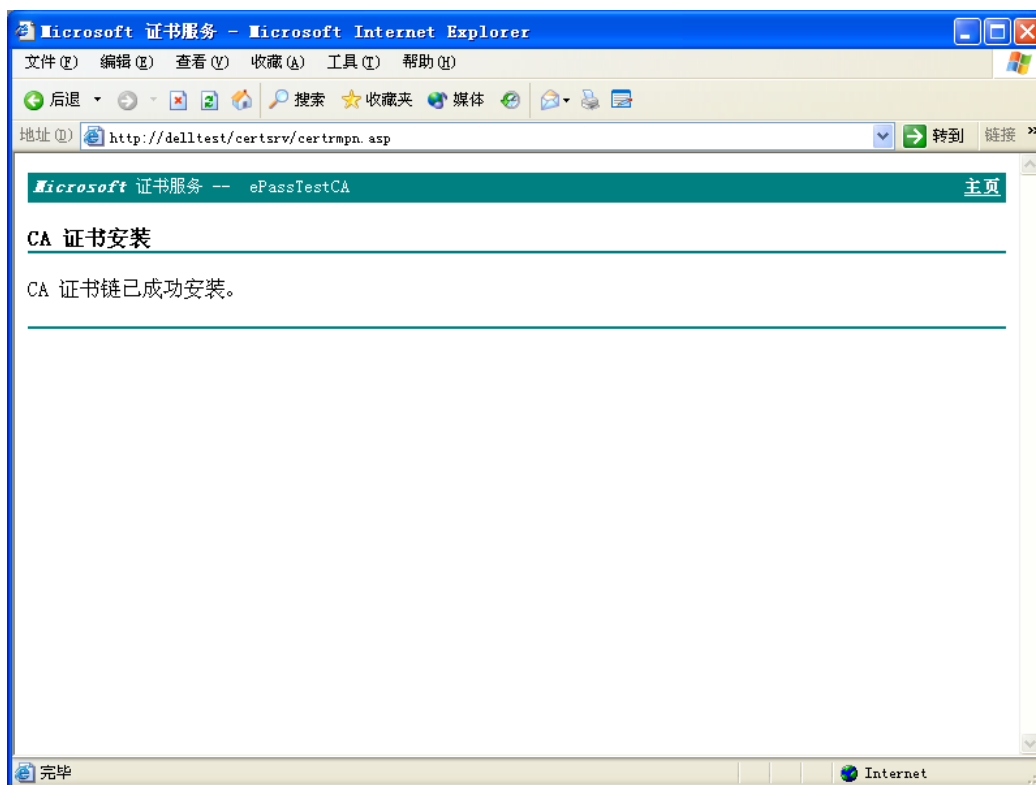 Microsoft 证书服务 - Microsoft Internet Explorer
文件(F) 编辑(E) 查看(V) 收藏(A) 工具(T) 帮助(H)
后退 搜索 收藏夹 媒体
地址(D) http://delltest/certsrv/certrmpn.asp 转到 链接 »
Microsoft 证书服务 -- ePassTestCA 主页
CA 证书安装
CA 证书链已成功安装。
完毕 Internet